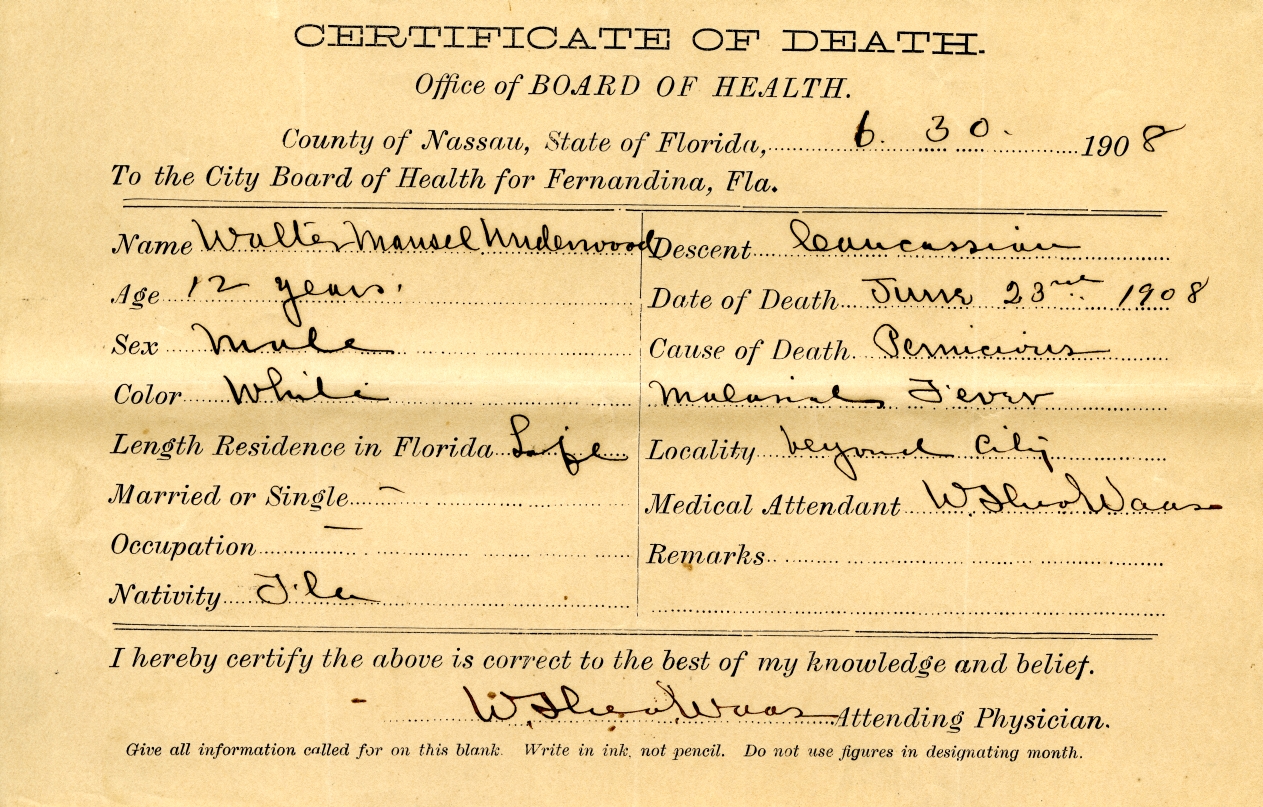 CERTIFICATE OF DEATH.
Office of BOARD OF HEALTH.
County of Nassau, State of Florida, 6. 30. 1908
To the City Board of Health for Fernandina, Fla.
Name Walter Mansel Underwood
Age 12 years.
Sex Male
Color White
Length Residence in Florida Life
Married or Single –
Occupation –
Nativity Fla
Descent Caucassian
Date of Death June 23rd 1908
Cause of Death Pernicious
Malarial Fever
Locality beyond City
Medical Attendant W. Theo Waas
Remarks
I hereby certify the above is correct to the best of my knowledge and belief.
W. Theo Waas Attending Physician.
Give all information called for on this blank. Write in ink, not pencil. Do not use figures in designating month.